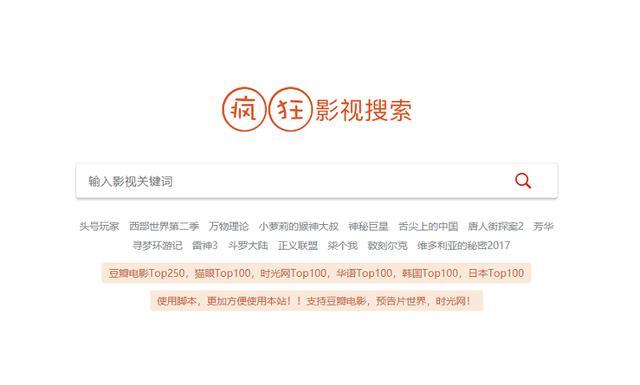 疯狂影视搜索
输入影视关键词
头号玩家 西部世界第二季 万物理论 小萝莉的猴神大叔 神秘巨星 舌尖上的中国 唐人街探案2 芳华
寻梦环游记 雷神3 斗罗大陆 正义联盟 柒个我 敦刻尔克 维多利亚的秘密2017
豆瓣电影Top250，猫眼Top100，时光网Top100，华语Top100，韩国Top100，日本Top100
使用脚本，更加方便使用本站！！支持豆瓣电影，预告片世界，时光网！